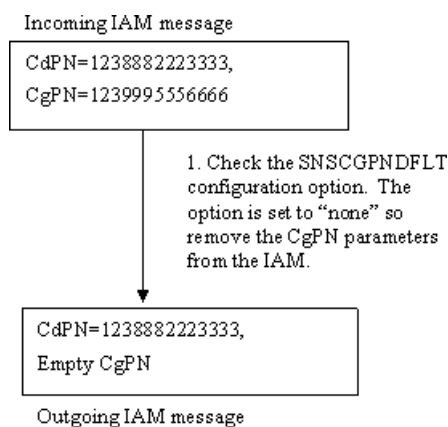 Incoming IAM message
CdPN=1238882223333,
CgPN=1239995556666
1. Check the SNSCGPNDFLT
configuration option. The
option is set to “none” so
remove the CgPN parameters
from the IAM.
CdPN=1238882223333,
Empty CgPN
Outgoing IAM message